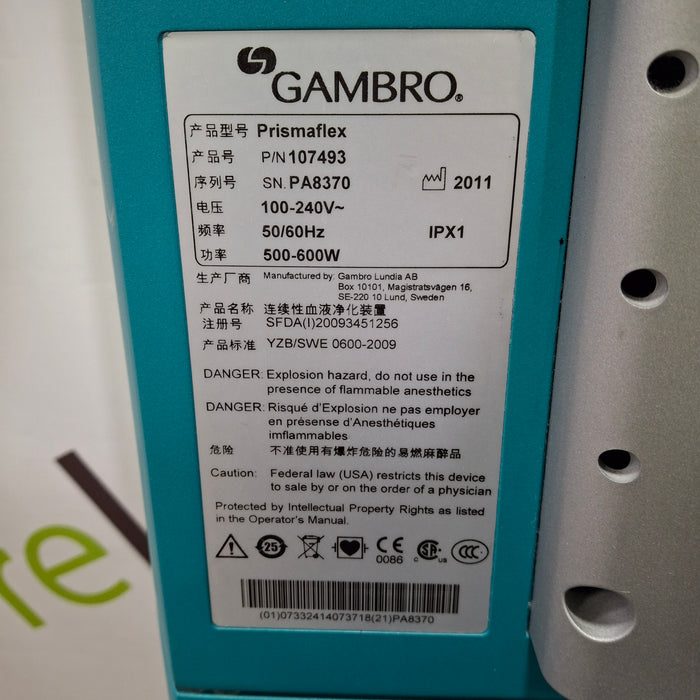 GAMBRO®
产品型号 Prismaflex
产品号 P/N 107493
序列号 SN. PA8370 2011
电压 100-240V~
频率 50/60Hz IPX1
功率 500-600W
生产厂商 Manufactured by: Gambro Lundia AB
Box 10101, Magistratsvägen 16,
SE-220 10 Lund, Sweden
产品名称 连续性血液净化装置
注册号 SFDA(I)20093451256
产品标准 YZB/SWE 0600-2009
DANGER: Explosion hazard, do not use in the
presence of flammable anesthetics
DANGER: Risqué d'Explosion ne pas employer
en présense d'Anesthétiques
imflammables
危险 不准使用有爆炸危险的易燃麻醉品
Caution: Federal law (USA) restricts this device
to sale by or on the order of a physician
Protected by Intellectual Property Rights as listed
in the Operator's Manual.
25 CE 0086 C SA US CCC
(01)07332414073718(21)PA8370
re